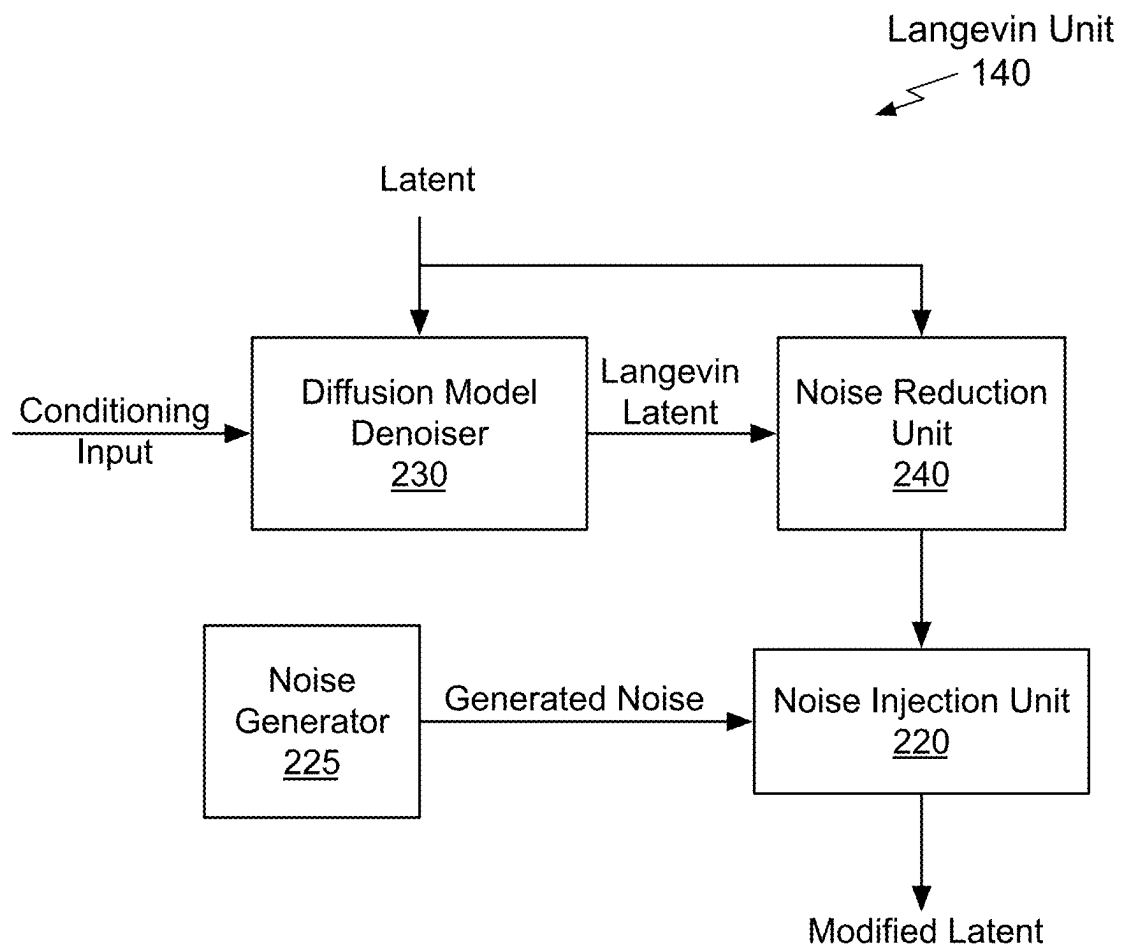 Langevin Unit
140
Latent
Conditioning
Input
Diffusion Model
Denoiser
230
Langevin
Latent
Noise Reduction
Unit
240
Noise
Generator
225
Generated Noise
Noise Injection Unit
220
Modified Latent